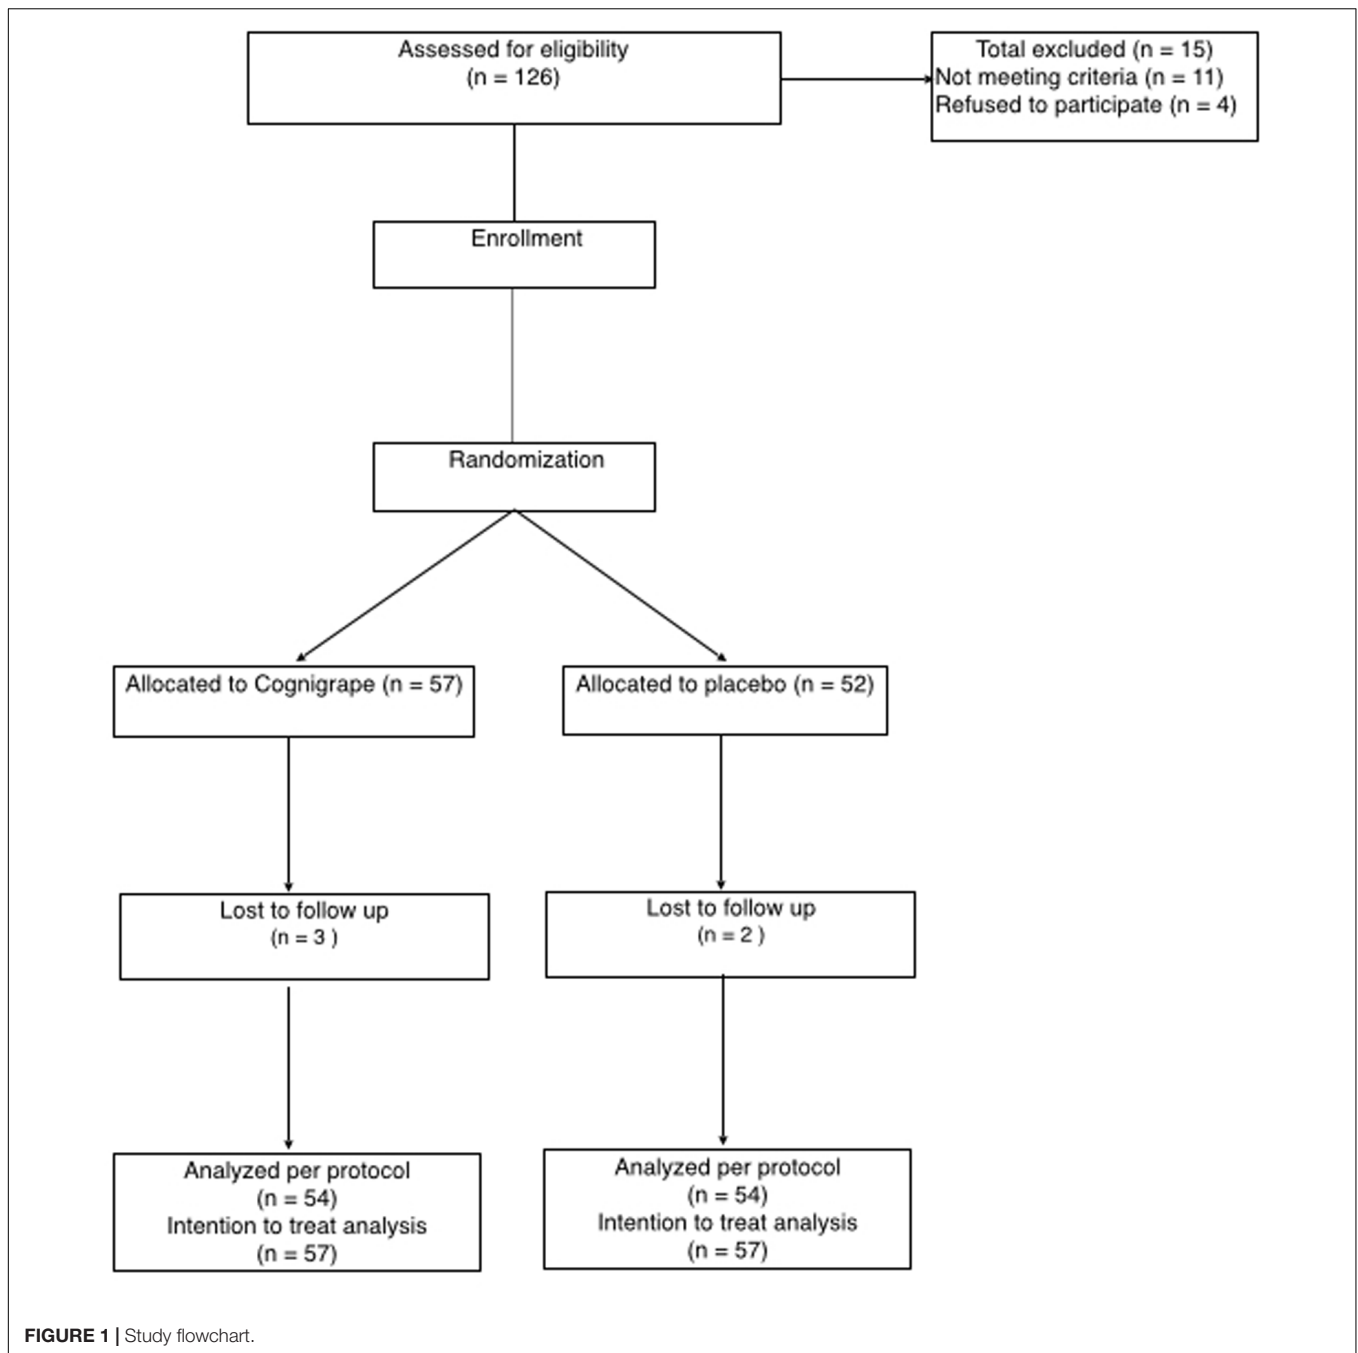 Assessed for eligibility
(n = 126)
Total excluded (n = 15)
Not meeting criteria (n = 11)
Refused to participate (n = 4)
Enrollment
Randomization
Allocated to Cognigrape (n = 57)
Allocated to placebo (n = 52)
Lost to follow up
(n = 3 )
Lost to follow up
(n = 2 )
Analyzed per protocol
(n = 54)
Intention to treat analysis
(n = 57)
Analyzed per protocol
(n = 54)
Intention to treat analysis
(n = 57)
FIGURE 1 | Study flowchart.